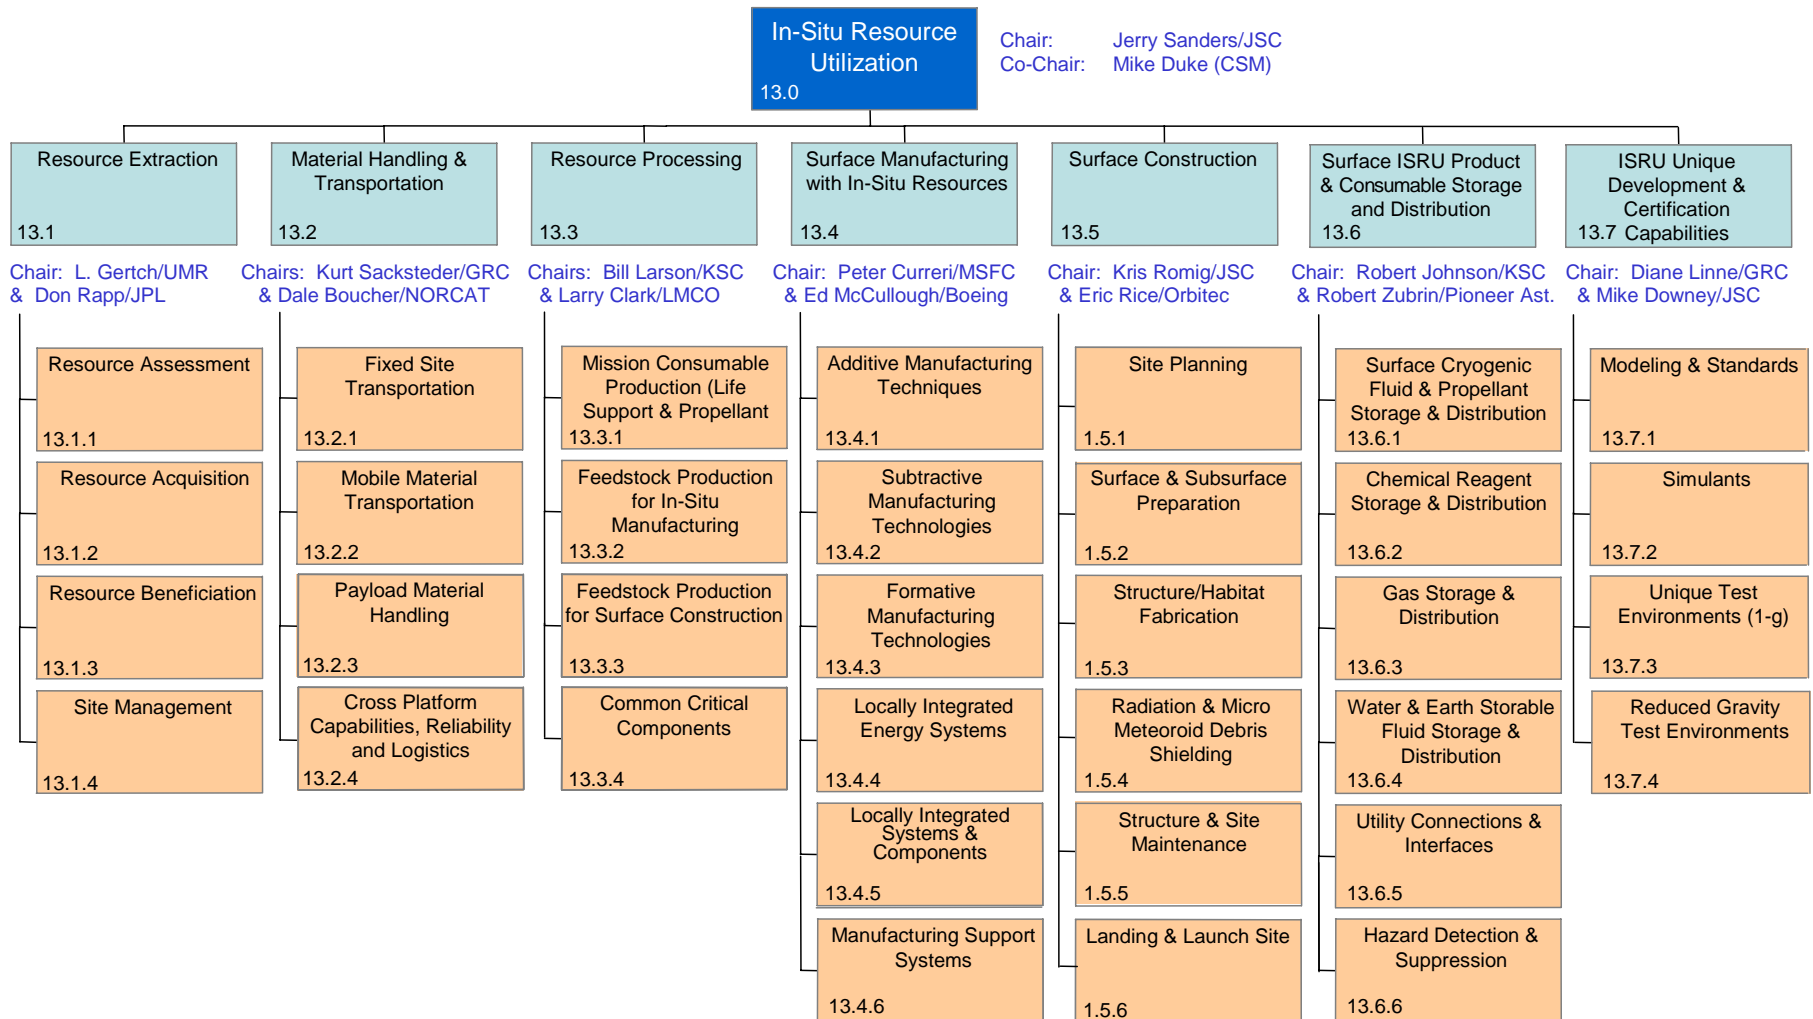 In-Situ Resource
Utilization
13.0
Chair: Jerry Sanders/JSC
Co-Chair: Mike Duke (CSM)
Resource Extraction
13.1
Material Handling &
Transportation
13.2
Resource Processing
13.3
Surface Manufacturing
with In-Situ Resources
13.4
Surface Construction
13.5
Surface ISRU Product
& Consumable Storage
and Distribution
13.6
ISRU Unique
Development &
Certification
13.7 Capabilities
Chair: L. Gertch/UMR
& Don Rapp/JPL
Chairs: Kurt Sacksteder/GRC
& Dale Boucher/NORCAT
Chairs: Bill Larson/KSC
& Larry Clark/LMCO
Chair: Peter Curreri/MSFC
& Ed McCullough/Boeing
Chair: Kris Romig/JSC
& Eric Rice/Orbitec
Chair: Robert Johnson/KSC
& Robert Zubrin/Pioneer Ast.
Chair: Diane Linne/GRC
& Mike Downey/JSC
Resource Assessment
13.1.1
Resource Acquisition
13.1.2
Resource Beneficiation
13.1.3
Site Management
13.1.4
Fixed Site
Transportation
13.2.1
Mobile Material
Transportation
13.2.2
Payload Material
Handling
13.2.3
Cross Platform
Capabilities, Reliability
and Logistics
13.2.4
Mission Consumable
Production (Life
Support & Propellant
13.3.1
Feedstock Production
for In-Situ
Manufacturing
13.3.2
Feedstock Production
for Surface Construction
13.3.3
Common Critical
Components
13.3.4
Additive Manufacturing
Techniques
13.4.1
Subtractive
Manufacturing
Technologies
13.4.2
Formative
Manufacturing
Technologies
13.4.3
Locally Integrated
Energy Systems
13.4.4
Locally Integrated
Systems &
Components
13.4.5
Manufacturing Support
Systems
13.4.6
Site Planning
1.5.1
Surface & Subsurface
Preparation
1.5.2
Structure/Habitat
Fabrication
1.5.3
Radiation & Micro
Meteoroid Debris
Shielding
1.5.4
Structure & Site
Maintenance
1.5.5
Landing & Launch Site
1.5.6
Surface Cryogenic
Fluid & Propellant
Storage & Distribution
13.6.1
Chemical Reagent
Storage & Distribution
13.6.2
Gas Storage &
Distribution
13.6.3
Water & Earth Storable
Fluid Storage &
Distribution
13.6.4
Utility Connections &
Interfaces
13.6.5
Hazard Detection &
Suppression
13.6.6
Modeling & Standards
13.7.1
Simulants
13.7.2
Unique Test
Environments (1-g)
13.7.3
Reduced Gravity
Test Environments
13.7.4